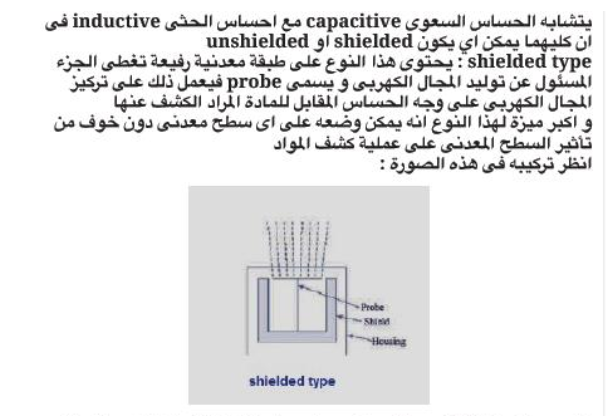 يتشابه الحساس السعوى capacitive مع احساس الحثى inductive فى
ان كليهما يمكن اي يكون shielded او unshielded
shielded type : يحتوى هذا النوع على طبقة معدنية رفيعة تغطى الجزء
المسئول عن توليد المجال الكهربى و يسمى probe فيعمل ذلك على تركيز
المجال الكهربى على وجه الحساس المقابل للمادة المراد الكشف عنها
و اكبر ميزة لهذا النوع انه يمكن وضعه على اى سطح معدنى دون خوف من
تأثير السطح المعدنى على عملية كشف المواد
انظر تركيبه فى هذه الصورة :
Probe
Shield
Housing
shielded type